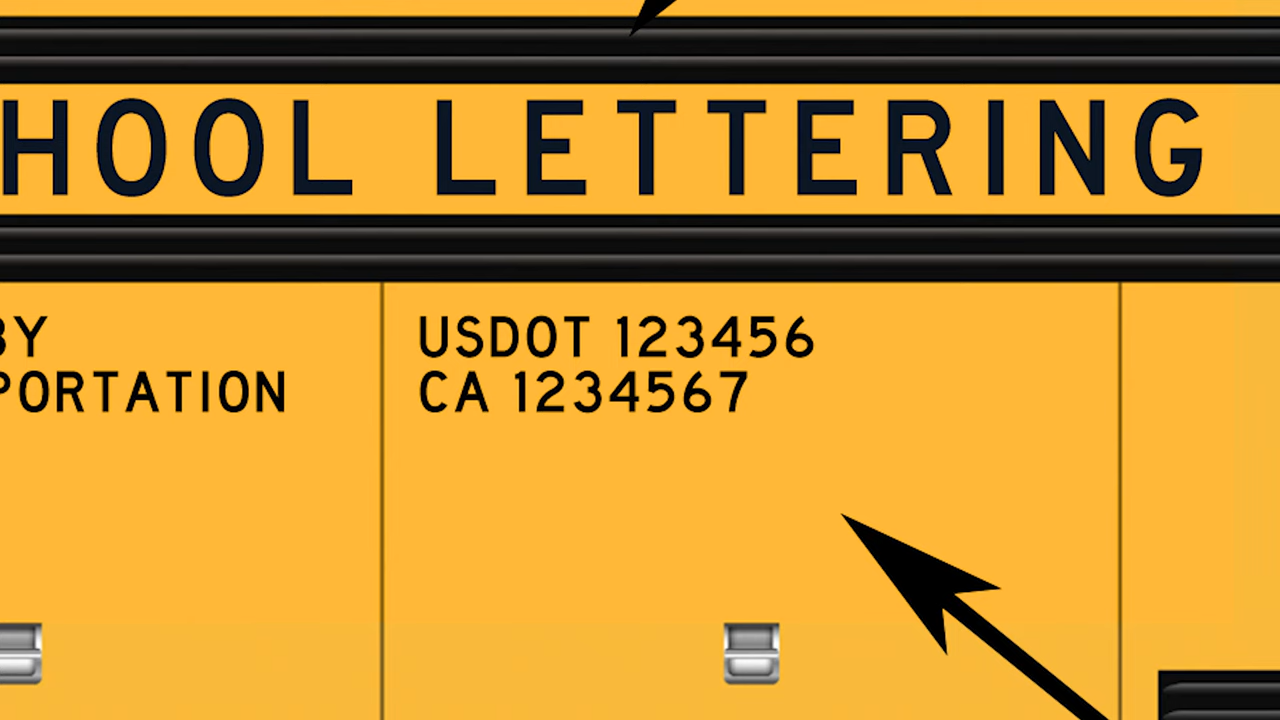 HOOL LETTERING
BY
PORTATION
USDOT 123456
CA 1234567